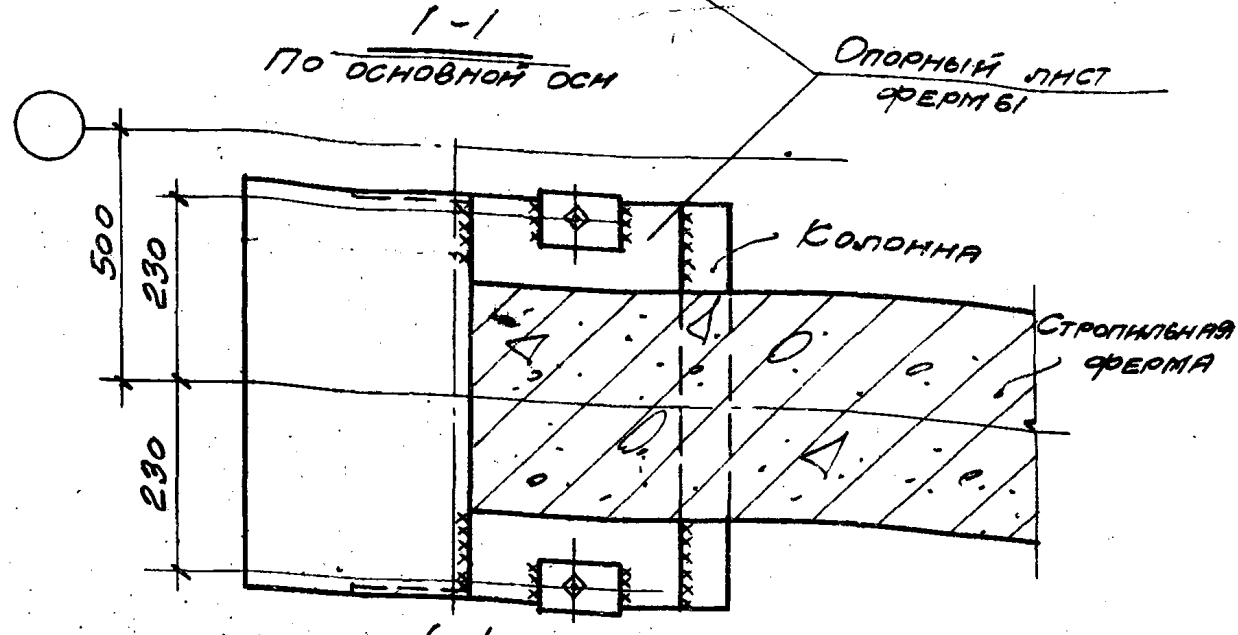 1-1
По основной оси
Опорный лист
фермы
Колонна
Стропильная
ферма
500
230
230